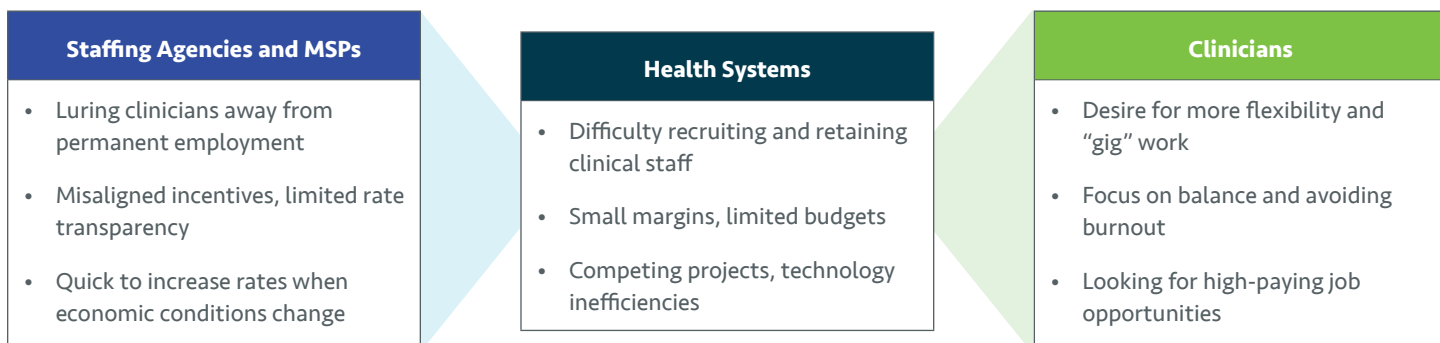 Staffing Agencies and MSPs
• Luring clinicians away from
permanent employment
• Misaligned incentives, limited rate
transparency
• Quick to increase rates when
economic conditions change
Health Systems
• Difficulty recruiting and retaining
clinical staff
• Small margins, limited budgets
• Competing projects, technology
inefficiencies
Clinicians
• Desire for more flexibility and
“gig” work
• Focus on balance and avoiding
burnout
• Looking for high-paying job
opportunities